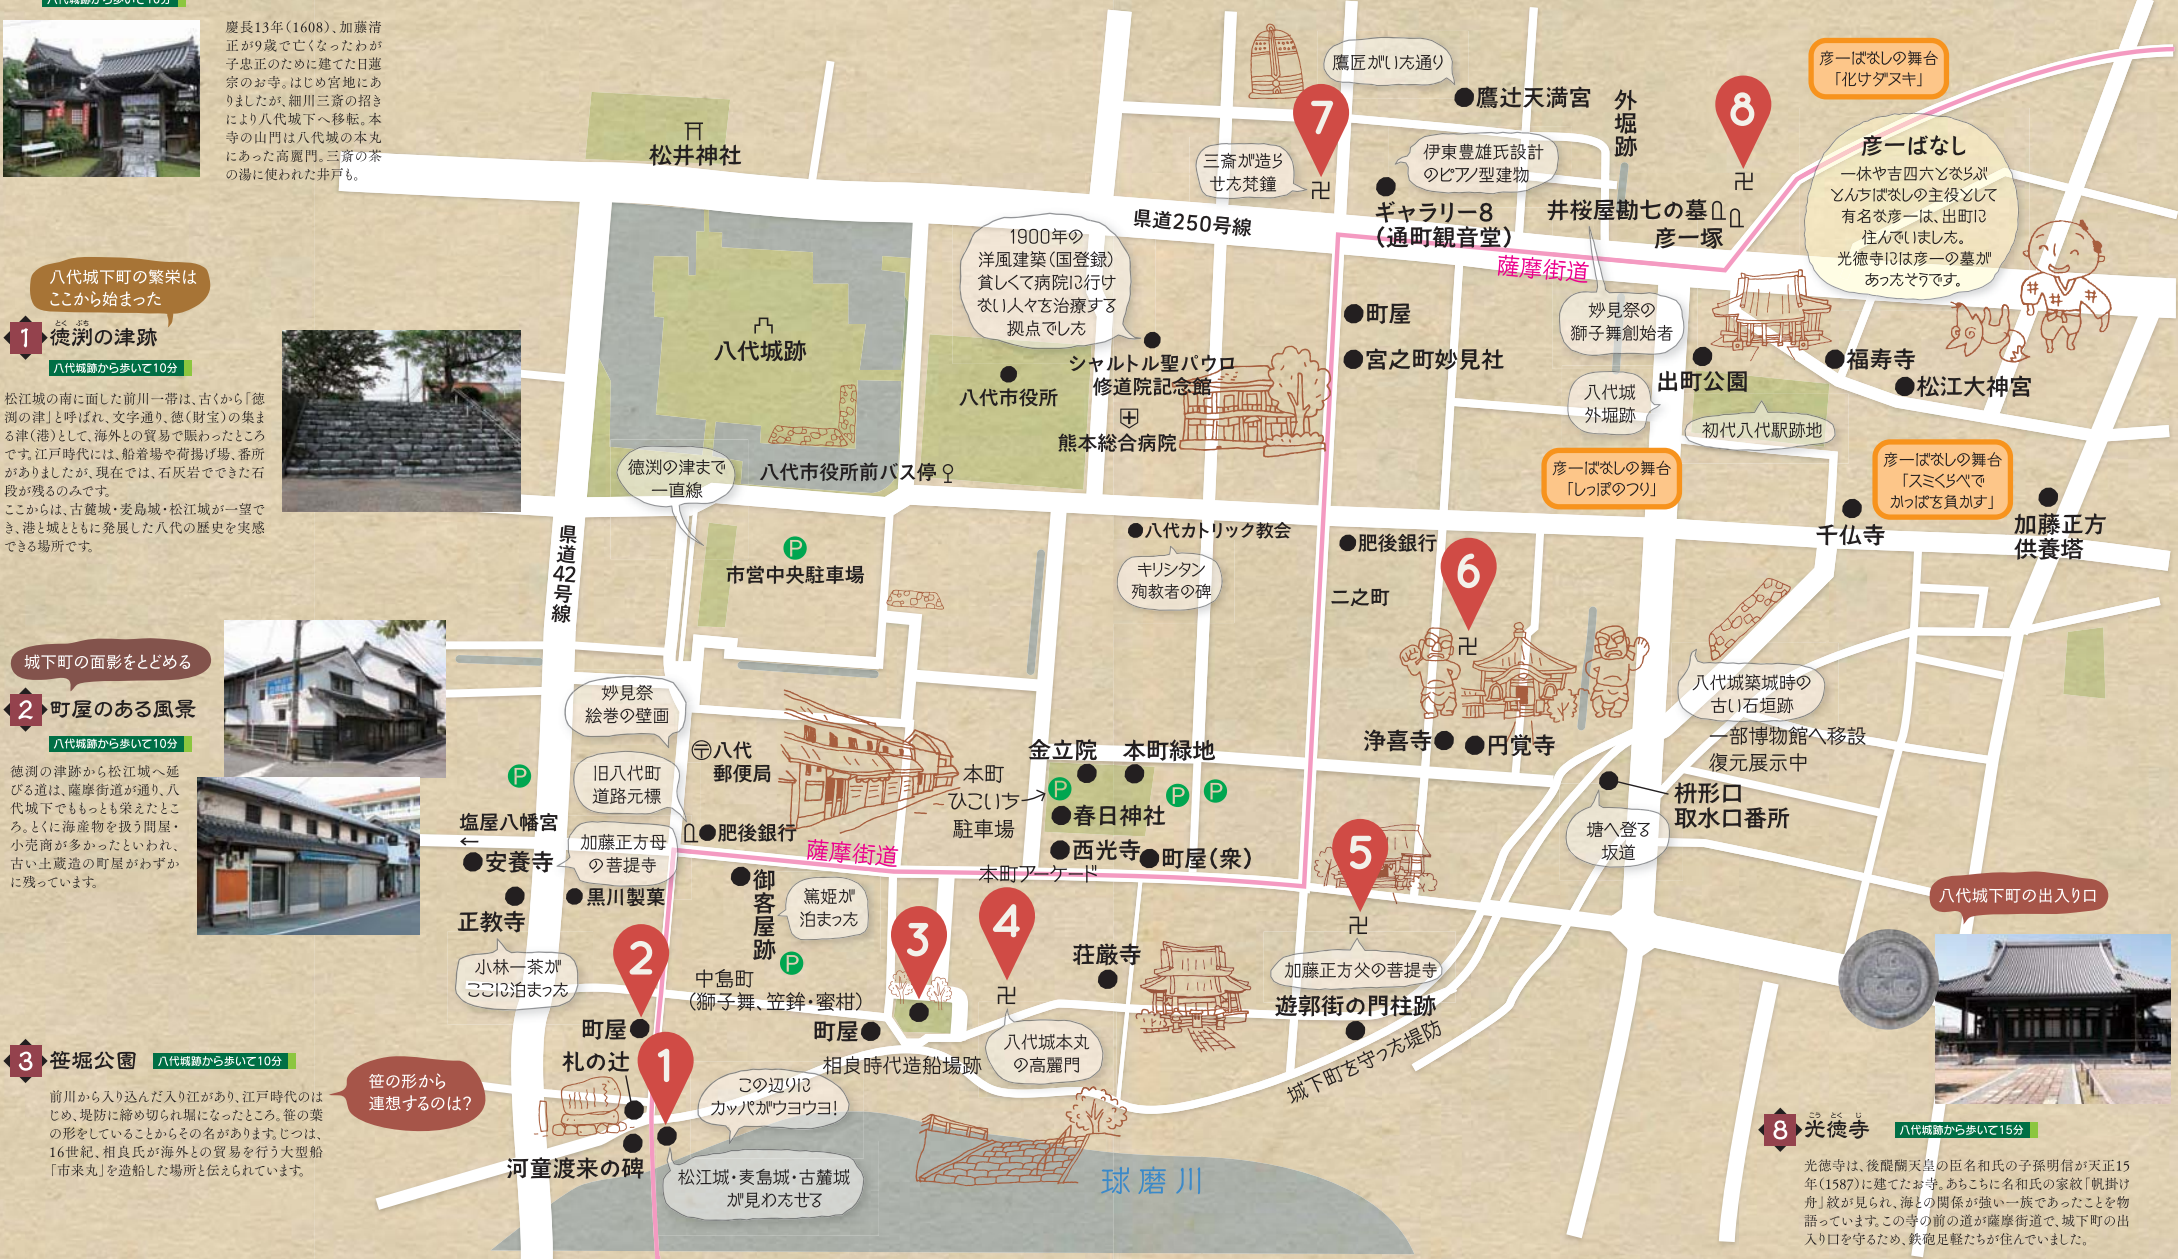 八代城跡から歩いて10分
慶長13年(1608)、加藤清
正が9歳で亡くなったわが
子忠正のために建てた日蓮
宗のお寺。はじめ宮地にあ
りましたが、細川三斎の招き
により八代城下へ移転。本
寺の山門は八代城の本丸
にあった高麗門。三斎の茶
の湯に使われた井戸も。
八代城下町の繁栄は
ここから始まった
1
とく ぶち
徳渕の津跡
八代城跡から歩いて10分
松江城の南に面した前川一帯は、古くから「徳
渕の津」と呼ばれ、文字通り、徳(財宝)の集ま
る津(港)として、海外との貿易で賑わったところ
です。江戸時代には、船着場や荷揚げ場、番所
がありましたが、現在では、石灰岩でできた石
段が残るのみです。
ここからは、古麓城・麦島城・松江城が一望で
き、港と城とともに発展した八代の歴史を実感
できる場所です。
城下町の面影をとどめる
2
町屋のある風景
八代城跡から歩いて10分
徳渕の津跡から松江城へ延
びる道は、薩摩街道が通り、八
代城下でももっとも栄えたとこ
ろ。とくに海産物を扱う問屋・
小売商が多かったといわれ、
古い土蔵造の町屋がわずか
に残っています。
3
笹堀公園
八代城跡から歩いて10分
前川から入り込んだ入り江があり、江戸時代のは
じめ、堤防に締め切られ堀になったところ。笹の葉
の形をしていることからその名があります。じつは、
16世紀、相良氏が海外との貿易を行う大型船
「市来丸」を造船した場所と伝えられています。
笹の形から
連想するのは?
松井神社
県道250号線
八代城跡
1900年の
洋風建築(国登録)
貧しくて病院に行け
ない人々を治療する
拠点でした
八代市役所
シャルトル聖パウロ
修道院記念館
熊本総合病院
八代市役所前バス停
徳渕の津まで
一直線
県道42号線
P
市営中央駐車場
八代カトリック教会
キリシタン
殉教者の碑
鷹匠がいた通り
7
鷹辻天満宮
三斎が造ら
せた梵鐘
卍
伊東豊雄氏設計
のピアノ型建物
ギャラリー8
(通町観音堂)
外堀跡
8
卍
井桜屋勘七の墓
彦一塚
薩摩街道
彦一ばなしの舞台
「化けダヌキ」
彦一ばなし
一休や吉四六とならぶ
とんちばなしの主役として
有名な彦一は、出町に
住んでいました。
光徳寺には彦一の墓が
あったそうです。
町屋
宮之町妙見社
妙見祭の
獅子舞創始者
八代城
外堀跡
出町公園
初代八代駅跡地
福寿寺
松江大神宮
彦一ばなしの舞台
「しっぽのつり」
彦一ばなしの舞台
「スミくらべで
かっぱを負かす」
千仏寺
加藤正方
供養塔
肥後銀行
二之町
6
卍
浄喜寺
円覚寺
八代城築城時の
古い石垣跡
一部博物館へ移設
復元展示中
枡形口
取水口番所
塘へ登る
坂道
妙見祭
絵巻の壁画
旧八代町
道路元標
八代
郵便局
P
塩屋八幡宮
←
安養寺
加藤正方母
の菩提寺
肥後銀行
薩摩街道
正教寺
黒川製菓
小林一茶が
ここに泊まった
御客屋跡
篤姫が
泊まった
本町
ひこいち
駐車場
金立院
本町緑地
P
P
P
春日神社
西光寺
町屋(衆)
本町アーケード
2
町屋
札の辻
中島町
(獅子舞、笠鉾・蜜柑)
P
3
町屋
相良時代造船場跡
4
卍
八代城本丸
の高麗門
荘厳寺
5
卍
加藤正方父の菩提寺
遊郭街の門柱跡
城下町を守った堤防
1
この辺りに
カッパがウヨウヨ!
河童渡来の碑
松江城・麦島城・古麓城
が見わたせる
球磨川
八代城下町の出入り口
8
こう とく じ
光徳寺
八代城跡から歩いて15分
光徳寺は、後醍醐天皇の臣名和氏の子孫明信が天正15
年(1587)に建てたお寺。あちこちに名和氏の家紋「帆掛け
舟」紋が見られ、海との関係が強い一族であったことを物
語っています。この寺の前の道が薩摩街道で、城下町の出
入り口を守るため、鉄砲足軽たちが住んでいました。